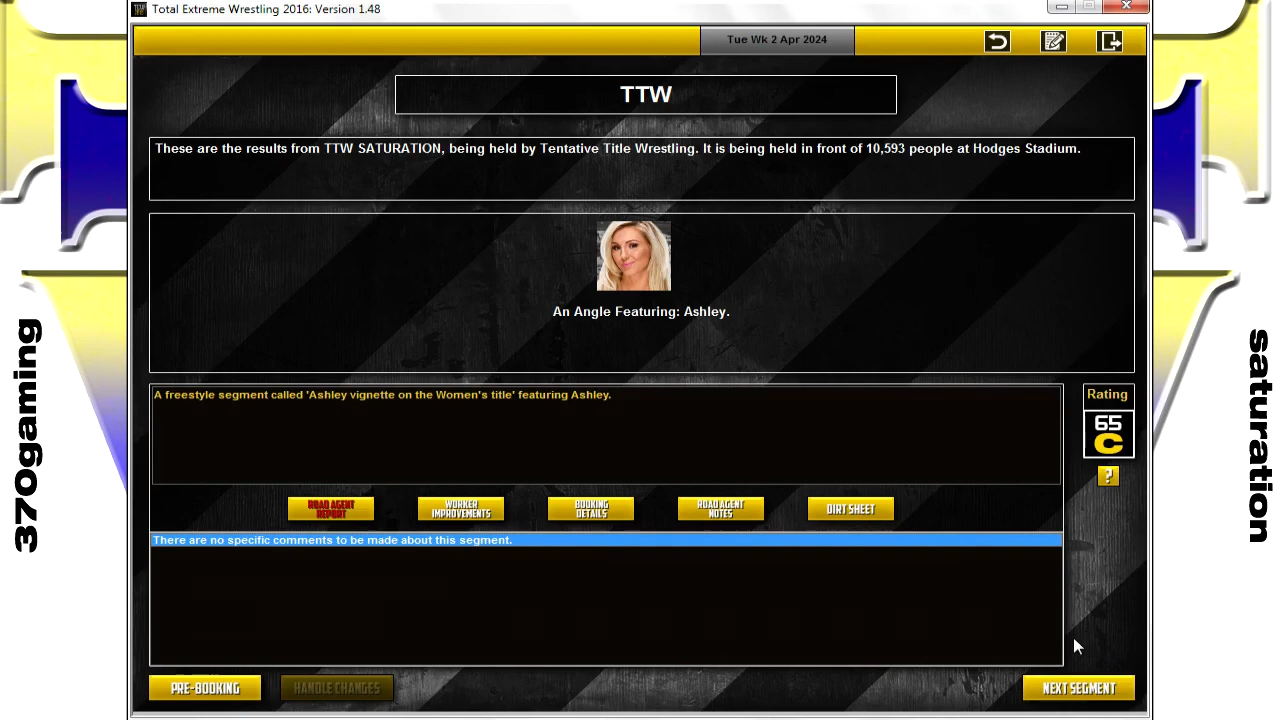 Total Extreme Wrestling 2016: Version 1.48
Tue Wk 2 Apr 2024
TTW
These are the results from TTW SATURATION, being held by Tentative Title Wrestling. It is being held in front of 10,593 people at Hodges Stadium.
An Angle Featuring: Ashley.
A freestyle segment called 'Ashley vignette on the Women's title' featuring Ashley.
Rating
65
C
?
ROAD AGENT REPORT
WORKER IMPROVEMENTS
BOOKING DETAILS
ROAD AGENT NOTES
DIRT SHEET
There are no specific comments to be made about this segment.
PRE-BOOKING
HANDLE CHANGES
NEXT SEGMENT
370gaming
saturation